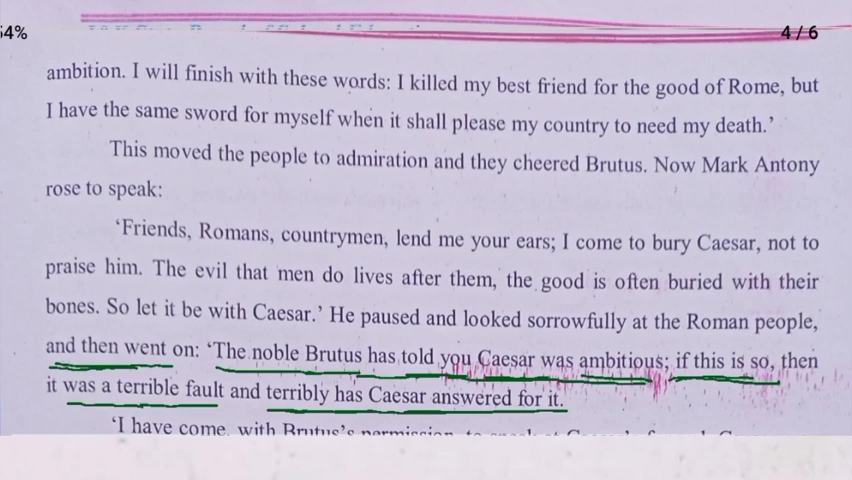 54%
4/6
ambition. I will finish with these words: I killed my best friend for the good of Rome, but
I have the same sword for myself when it shall please my country to need my death.'
This moved the people to admiration and they cheered Brutus. Now Mark Antony
rose to speak:
'Friends, Romans, countrymen, lend me your ears; I come to bury Caesar, not to
praise him. The evil that men do lives after them, the good is often buried with their
bones. So let it be with Caesar.' He paused and looked sorrowfully at the Roman people,
and then went on: 'The noble Brutus has told you Caesar was ambitious; if this is so, then
it was a terrible fault and terribly has Caesar answered for it.
'I have come, with Brutus's permission, to